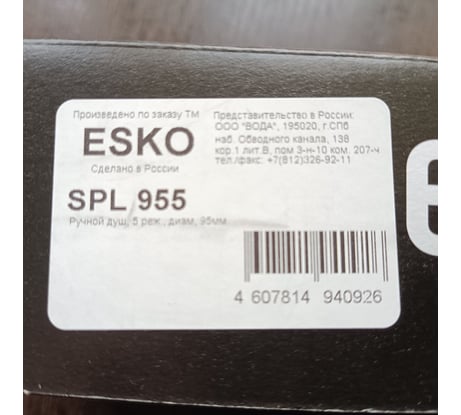 Произведено по заказу ТМ
ESKO
Сделано в России
SPL 955
Ручной душ, 5 реж., диам, 95мм
Представительство в России:
ООО "ВОДА", 195020, г.СПб
наб. Обводного канала, 138
кор.1 лит.В, пом 3-н-10 ком. 207-ч
тел./факс: +7(812)326-92-11
4 607814 940926
e